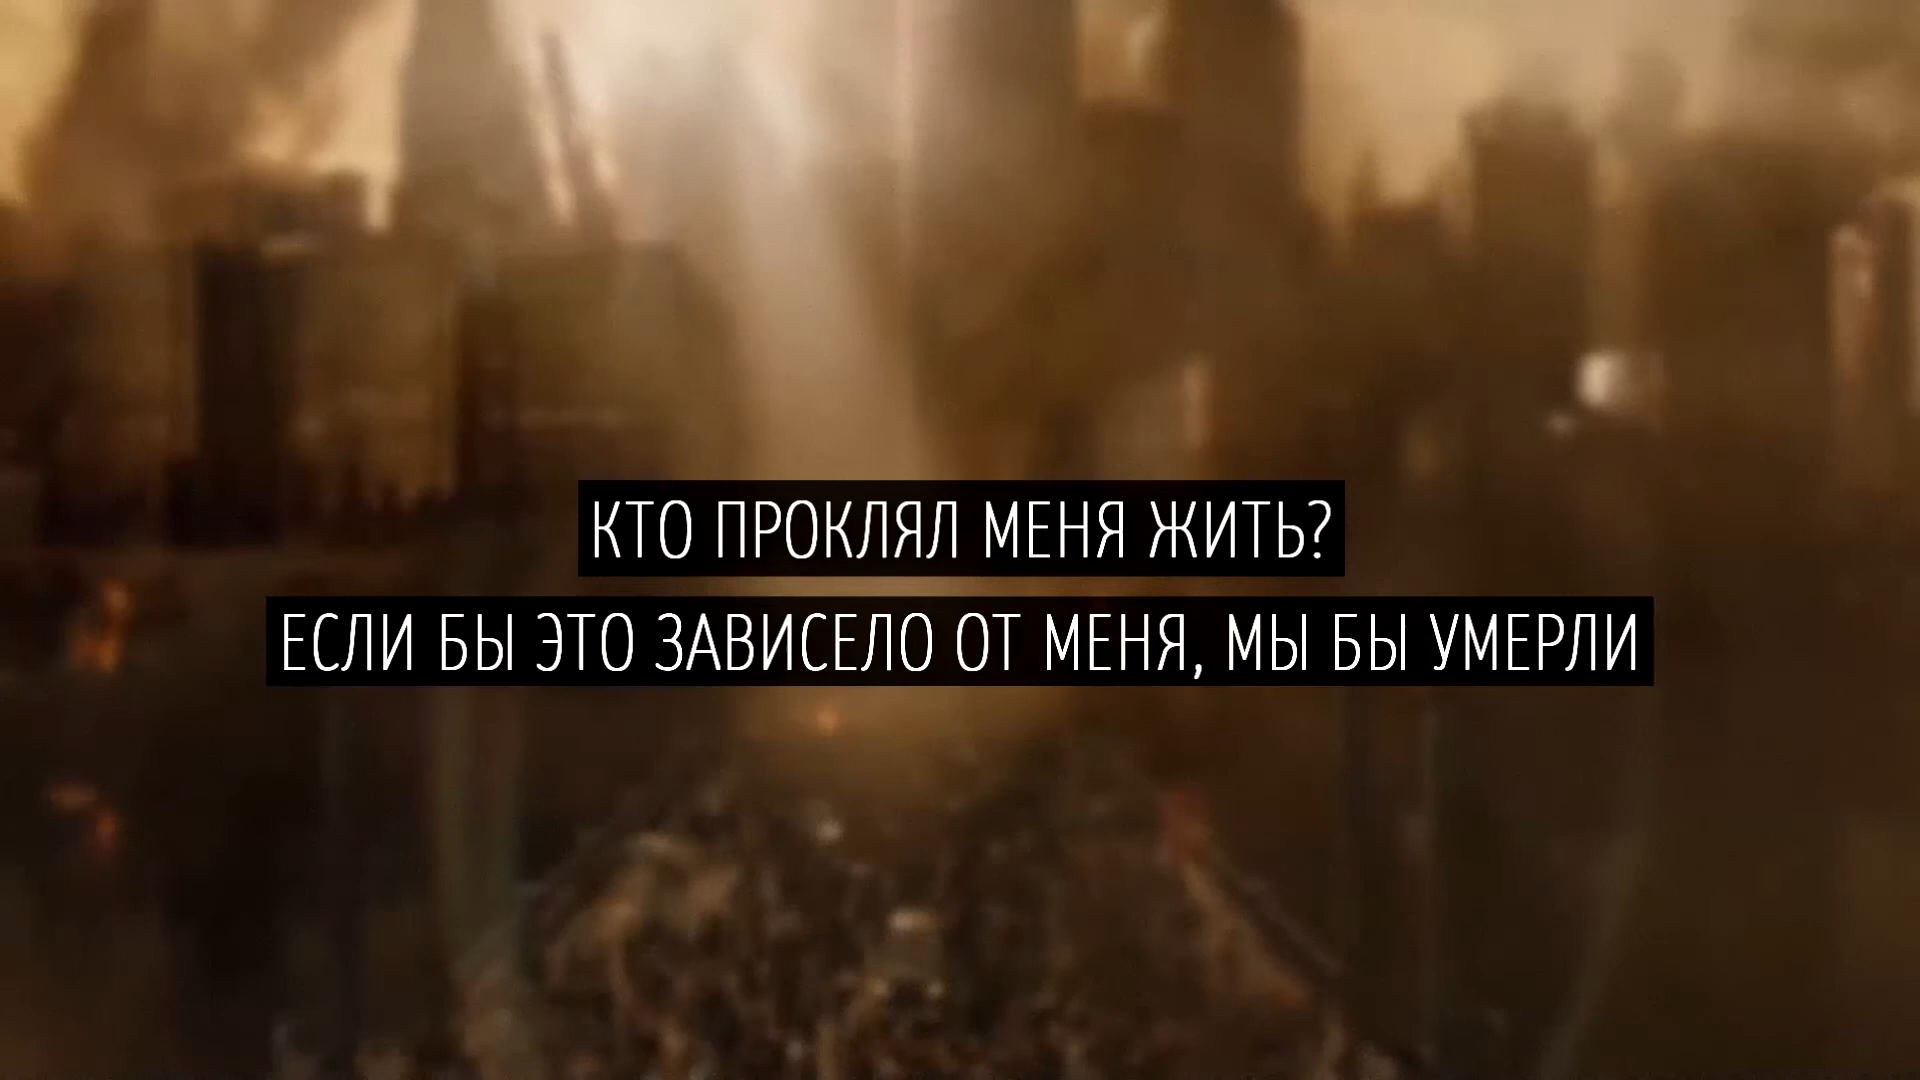 КТО ПРОКЛЯЛ МЕНЯ ЖИТЬ?
ЕСЛИ БЫ ЭТО ЗАВИСЕЛО ОТ МЕНЯ, МЫ БЫ УМЕРЛИ